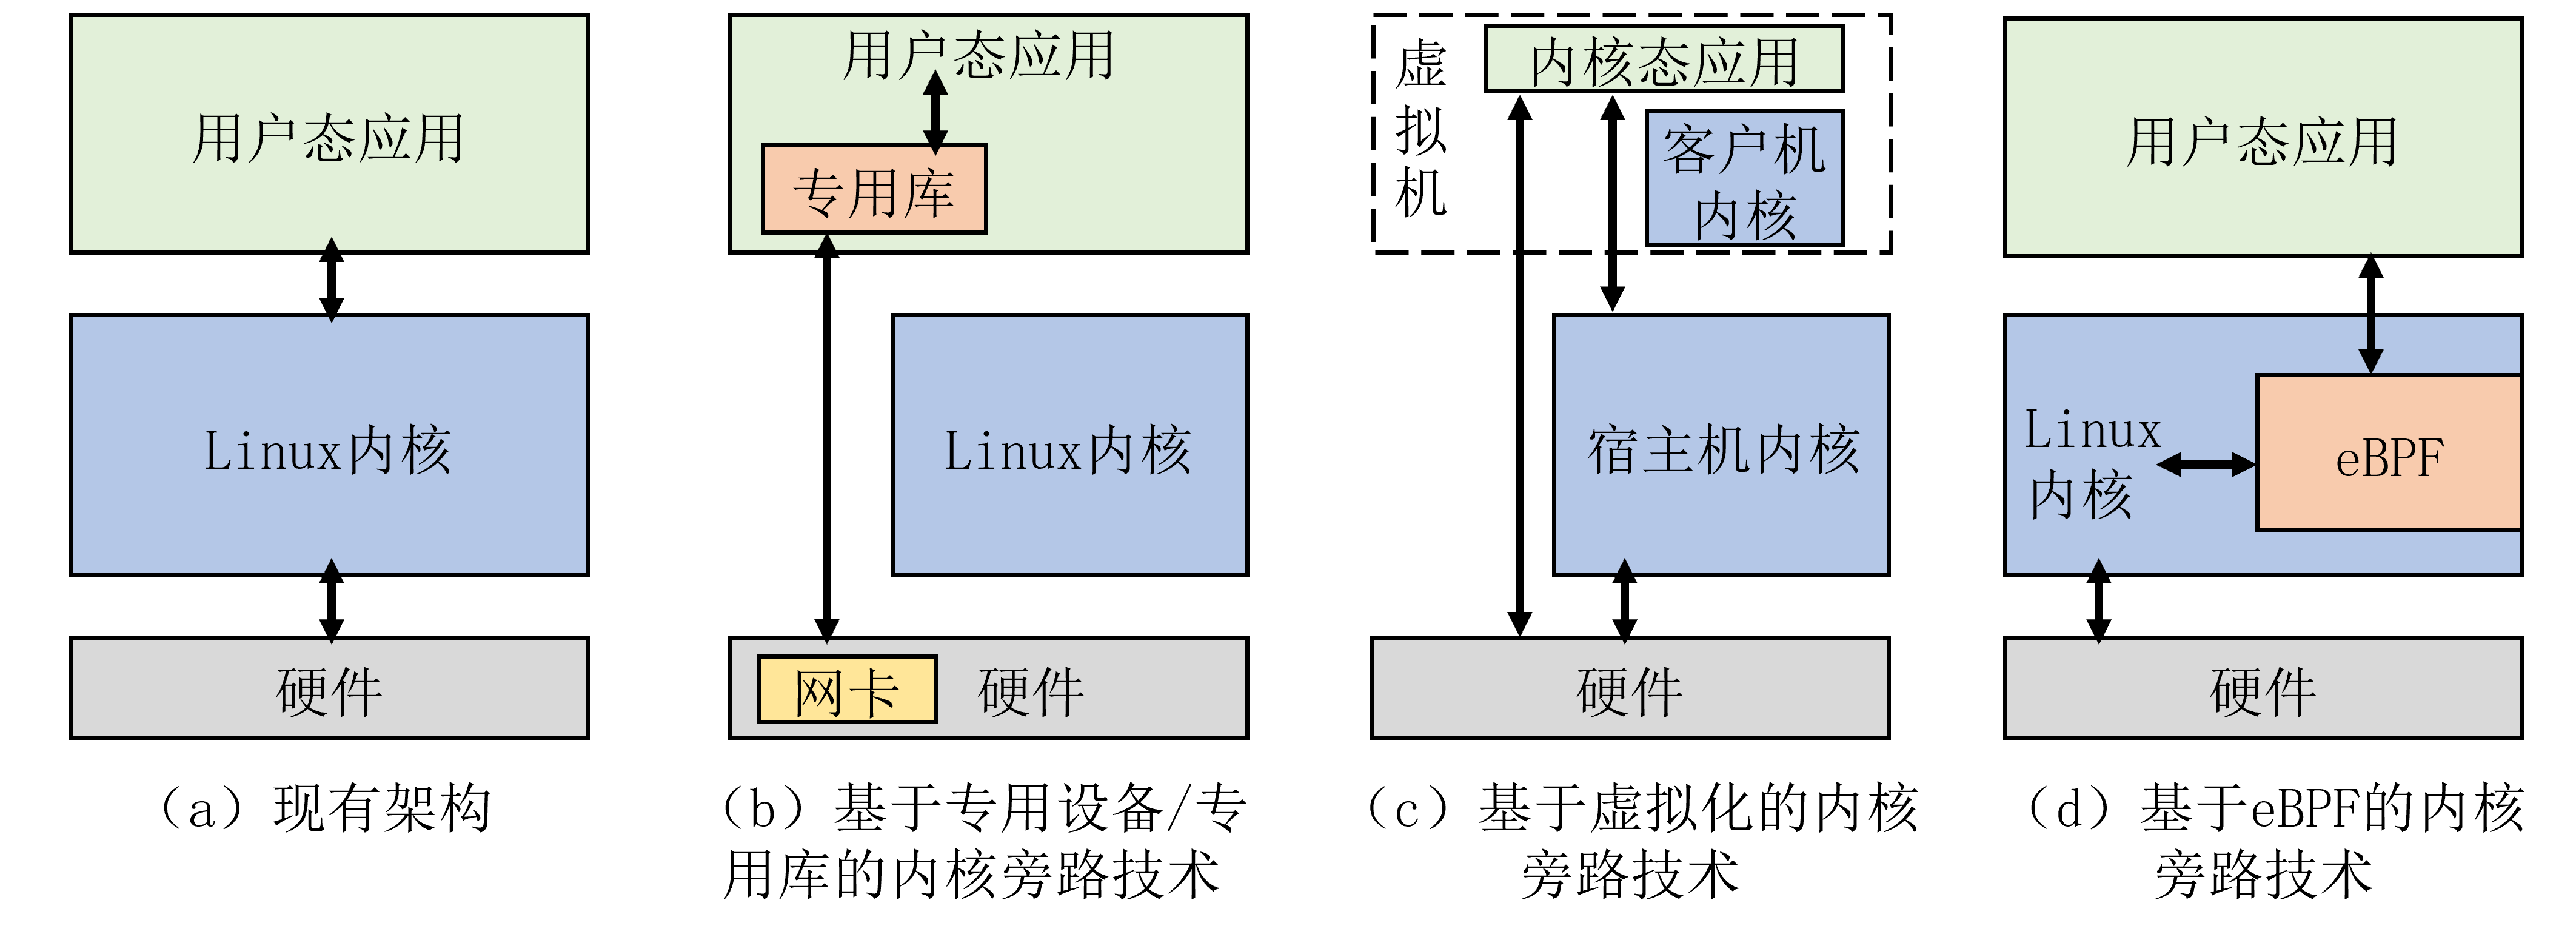 用户态应用
Linux内核
硬件
（a）现有架构
用户态应用
专用库
Linux内核
网卡
硬件
（b）基于专用设备/专
用库的内核旁路技术
虚
拟
机
内核态应用
客户机
内核
宿主机内核
硬件
（c）基于虚拟化的内核
旁路技术
用户态应用
Linux
内核
eBPF
硬件
（d）基于eBPF的内核
旁路技术